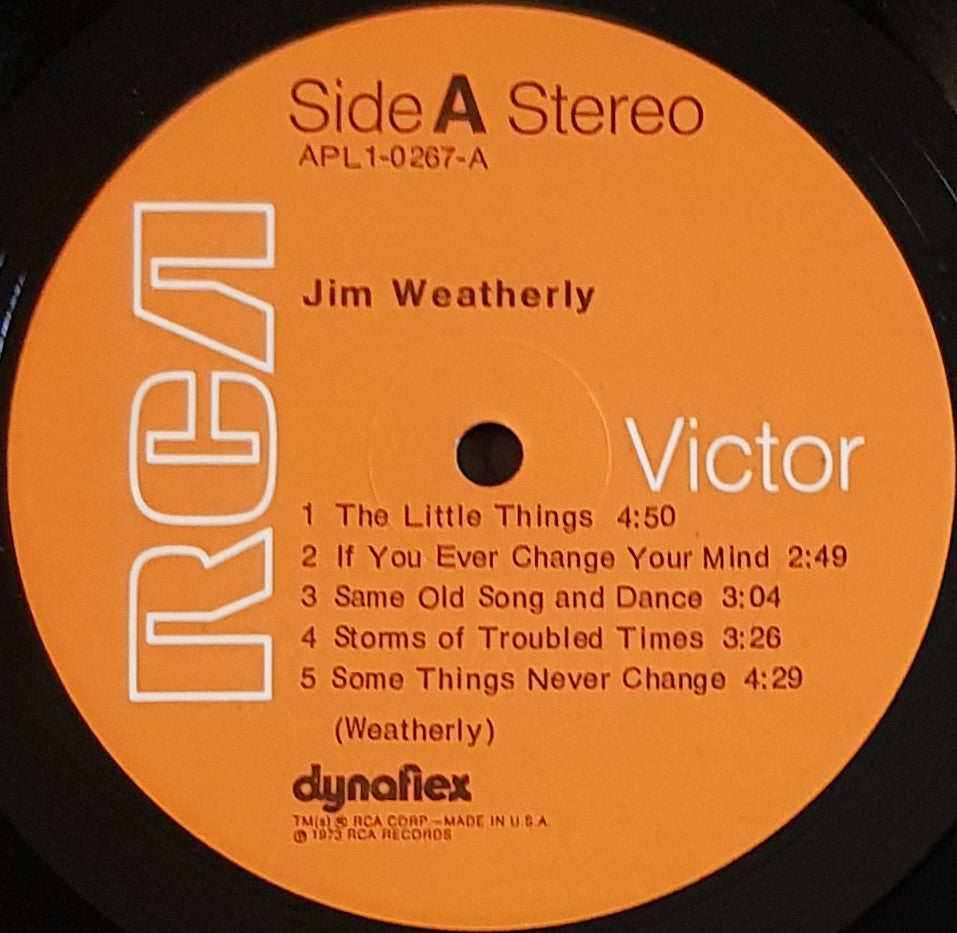 Side A Stereo
APL1-0267-A
RCA
Jim Weatherly
Victor
1 The Little Things 4:50
2 If You Ever Change Your Mind 2:49
3 Same Old Song and Dance 3:04
4 Storms of Troubled Times 3:26
5 Some Things Never Change 4:29
(Weatherly)
dynaflex
TM(s) ® RCA CORP – MADE IN U.S.A.
℗ 1973 RCA RECORDS